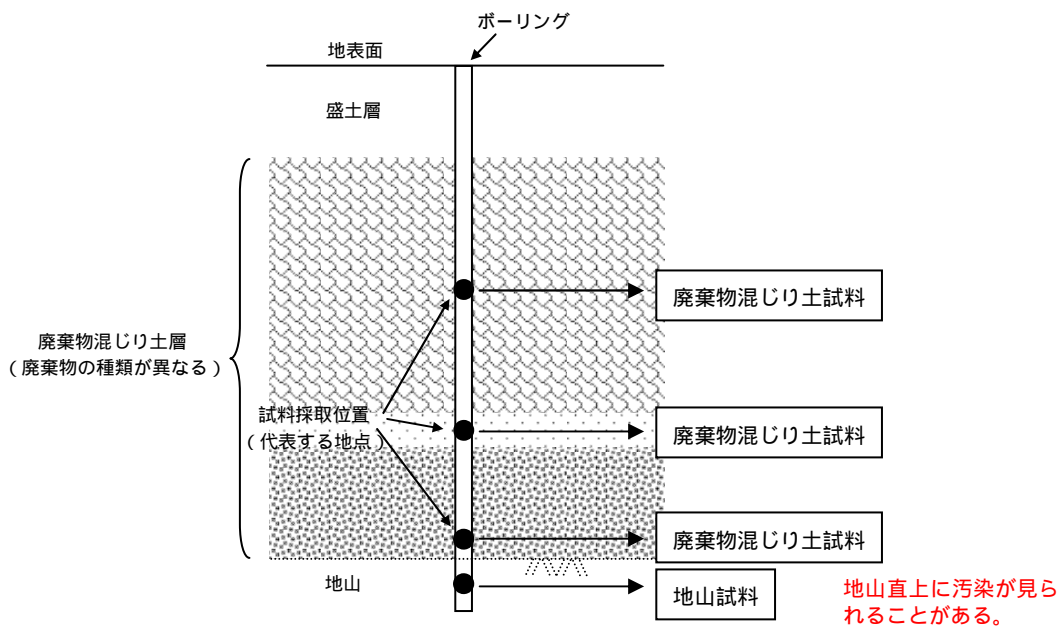 ボーリング
地表面
盛土層
廃棄物混じり土試料
廃棄物混じり土層
(廃棄物の種類が異なる)
試料採取位置
(代表する地点)
廃棄物混じり土試料
廃棄物混じり土試料
地山
地山試料
地山直上に汚染が見ら
れることがある。